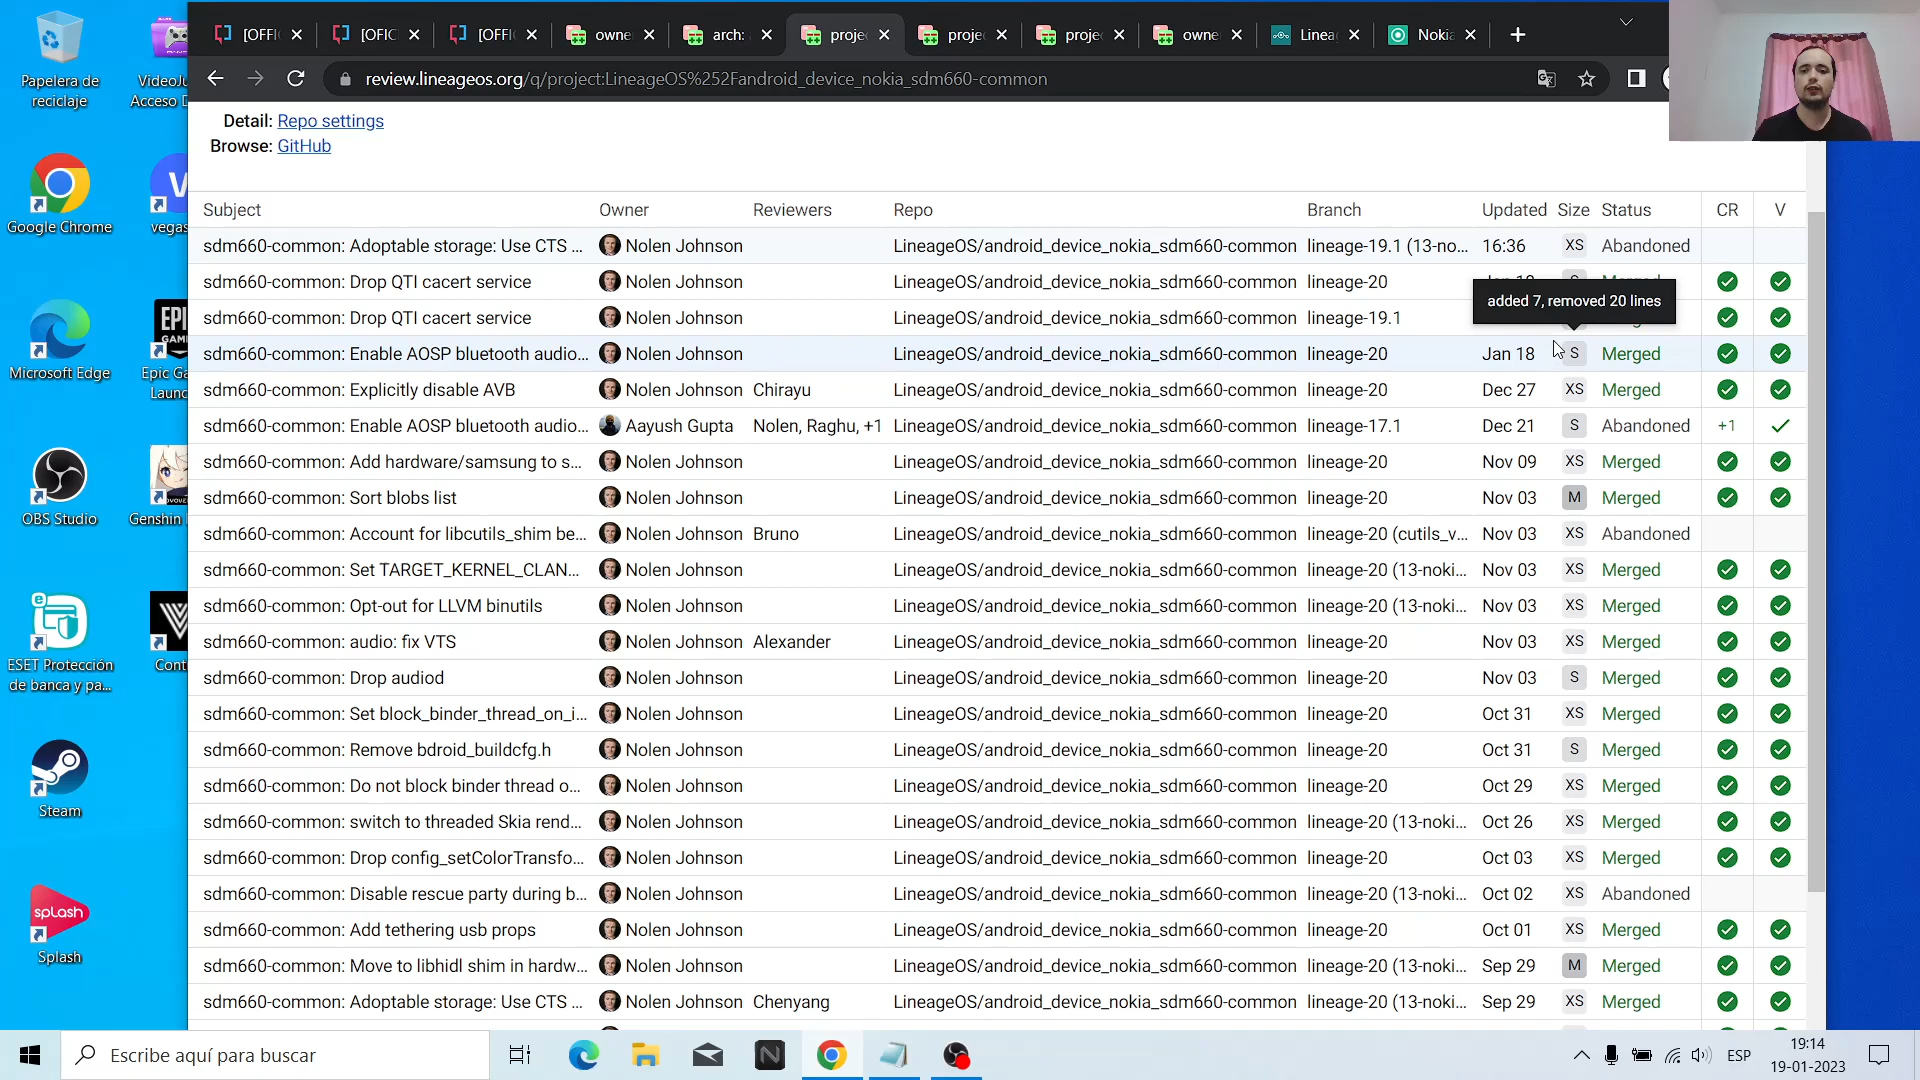 [OFFI
[OFIC
[OFFI
owne
arch:
projec
projec
projec
owne
Linea
Nokia
review.lineageos.org/q/project:LineageOS%252Fandroid_device_nokia_sdm660-common
Detail: Repo settings
Browse: GitHub
Subject Owner Reviewers Repo Branch Updated Size Status CR V
sdm660-common: Adoptable storage: Use CTS ... Nolen Johnson LineageOS/android_device_nokia_sdm660-common lineage-19.1 (13-no... 16:36 XS Abandoned
sdm660-common: Drop QTI cacert service Nolen Johnson LineageOS/android_device_nokia_sdm660-common lineage-20
added 7, removed 20 lines
sdm660-common: Drop QTI cacert service Nolen Johnson LineageOS/android_device_nokia_sdm660-common lineage-19.1
sdm660-common: Enable AOSP bluetooth audio... Nolen Johnson LineageOS/android_device_nokia_sdm660-common lineage-20 Jan 18 S Merged
sdm660-common: Explicitly disable AVB Nolen Johnson Chirayu LineageOS/android_device_nokia_sdm660-common lineage-20 Dec 27 XS Merged
sdm660-common: Enable AOSP bluetooth audio... Aayush Gupta Nolen, Raghu, +1 LineageOS/android_device_nokia_sdm660-common lineage-17.1 Dec 21 S Abandoned +1
sdm660-common: Add hardware/samsung to s... Nolen Johnson LineageOS/android_device_nokia_sdm660-common lineage-20 Nov 09 XS Merged
sdm660-common: Sort blobs list Nolen Johnson LineageOS/android_device_nokia_sdm660-common lineage-20 Nov 03 M Merged
sdm660-common: Account for libcutils_shim be... Nolen Johnson Bruno LineageOS/android_device_nokia_sdm660-common lineage-20 (cutils_v... Nov 03 XS Abandoned
sdm660-common: Set TARGET_KERNEL_CLAN... Nolen Johnson LineageOS/android_device_nokia_sdm660-common lineage-20 (13-noki... Nov 03 XS Merged
sdm660-common: Opt-out for LLVM binutils Nolen Johnson LineageOS/android_device_nokia_sdm660-common lineage-20 (13-noki... Nov 03 XS Merged
sdm660-common: audio: fix VTS Nolen Johnson Alexander LineageOS/android_device_nokia_sdm660-common lineage-20 Nov 03 XS Merged
sdm660-common: Drop audiod Nolen Johnson LineageOS/android_device_nokia_sdm660-common lineage-20 Nov 03 S Merged
sdm660-common: Set block_binder_thread_on_i... Nolen Johnson LineageOS/android_device_nokia_sdm660-common lineage-20 Oct 31 XS Merged
sdm660-common: Remove bdroid_buildcfg.h Nolen Johnson LineageOS/android_device_nokia_sdm660-common lineage-20 Oct 31 S Merged
sdm660-common: Do not block binder thread o... Nolen Johnson LineageOS/android_device_nokia_sdm660-common lineage-20 Oct 29 XS Merged
sdm660-common: switch to threaded Skia rend... Nolen Johnson LineageOS/android_device_nokia_sdm660-common lineage-20 (13-noki... Oct 26 XS Merged
sdm660-common: Drop config_setColorTransfo... Nolen Johnson LineageOS/android_device_nokia_sdm660-common lineage-20 Oct 03 XS Merged
sdm660-common: Disable rescue party during b... Nolen Johnson LineageOS/android_device_nokia_sdm660-common lineage-20 (13-noki... Oct 02 XS Abandoned
sdm660-common: Add tethering usb props Nolen Johnson LineageOS/android_device_nokia_sdm660-common lineage-20 Oct 01 XS Merged
sdm660-common: Move to libhidl shim in hardw... Nolen Johnson LineageOS/android_device_nokia_sdm660-common lineage-20 (13-noki... Sep 29 M Merged
sdm660-common: Adoptable storage: Use CTS ... Nolen Johnson Chenyang LineageOS/android_device_nokia_sdm660-common lineage-20 (13-noki... Sep 29 XS Merged
Papelera de
reciclaje
VideoJu
Acceso D
Google Chrome
vegas
Microsoft Edge
EPI
GAM
Epic Ga
Launc
OBS Studio
Genshin
ESET Protección
de banca y pa...
Cont
Steam
splash
Splash
Escribe aquí para buscar
ESP
19:14
19-01-2023